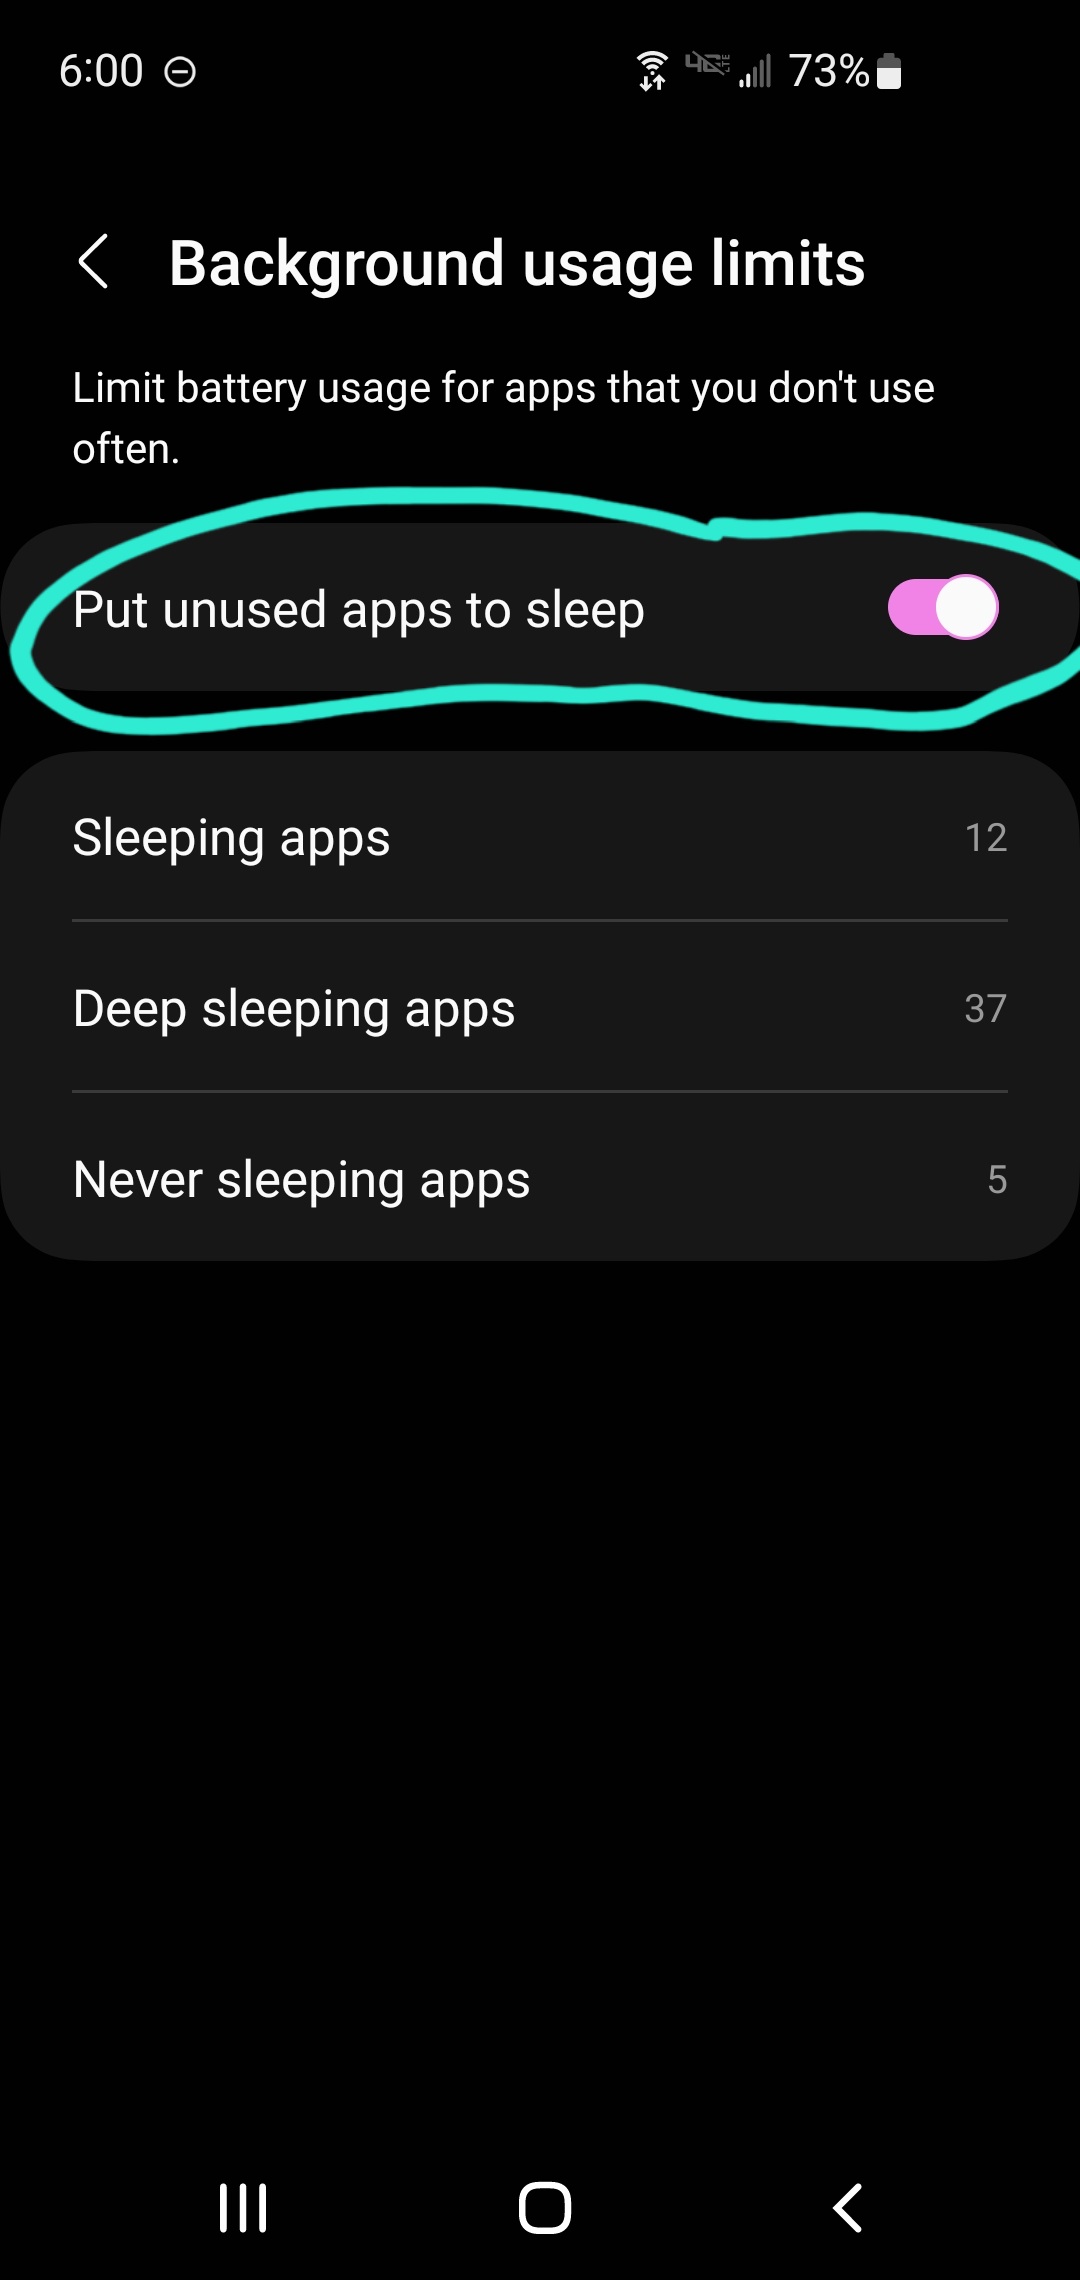 6:00 73%
Background usage limits
Limit battery usage for apps that you don't use
often.
Put unused apps to sleep
Sleeping apps 12
Deep sleeping apps 37
Never sleeping apps 5